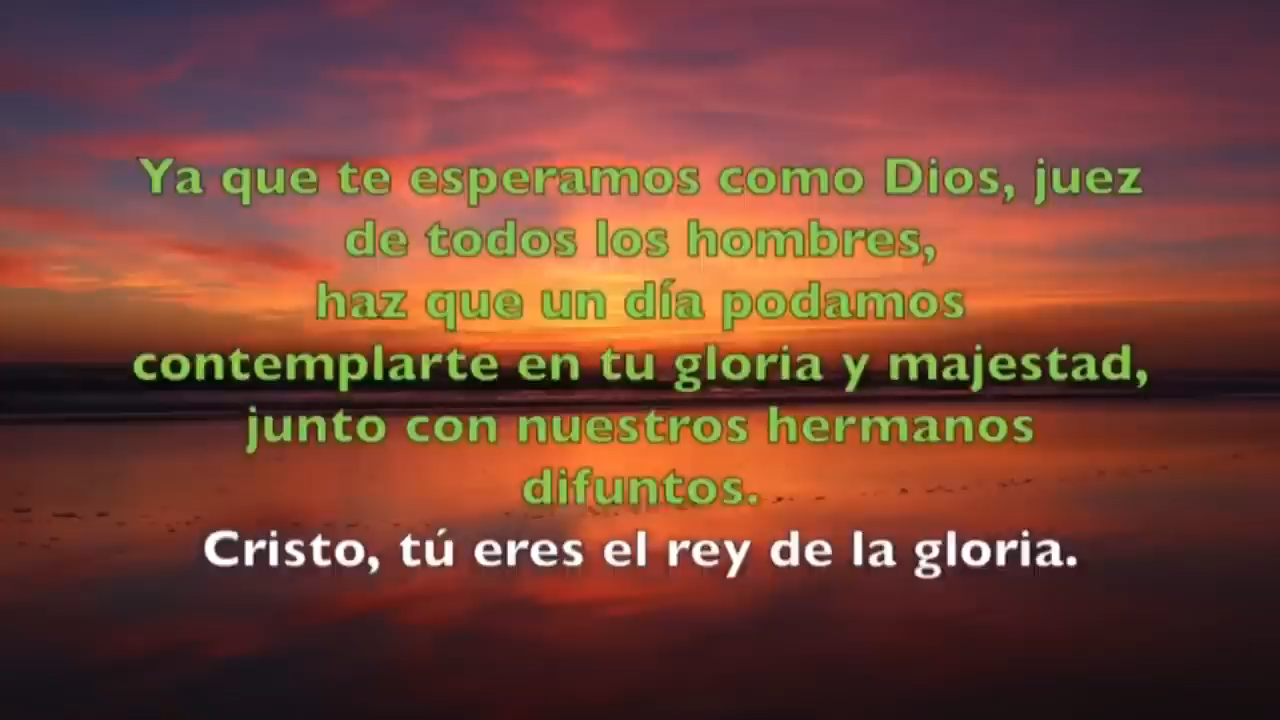 Ya que te esperamos como Dios, juez
de todos los hombres,
haz que un día podamos
contemplarte en tu gloria y majestad,
junto con nuestros hermanos
difuntos.
Cristo, tú eres el rey de la gloria.